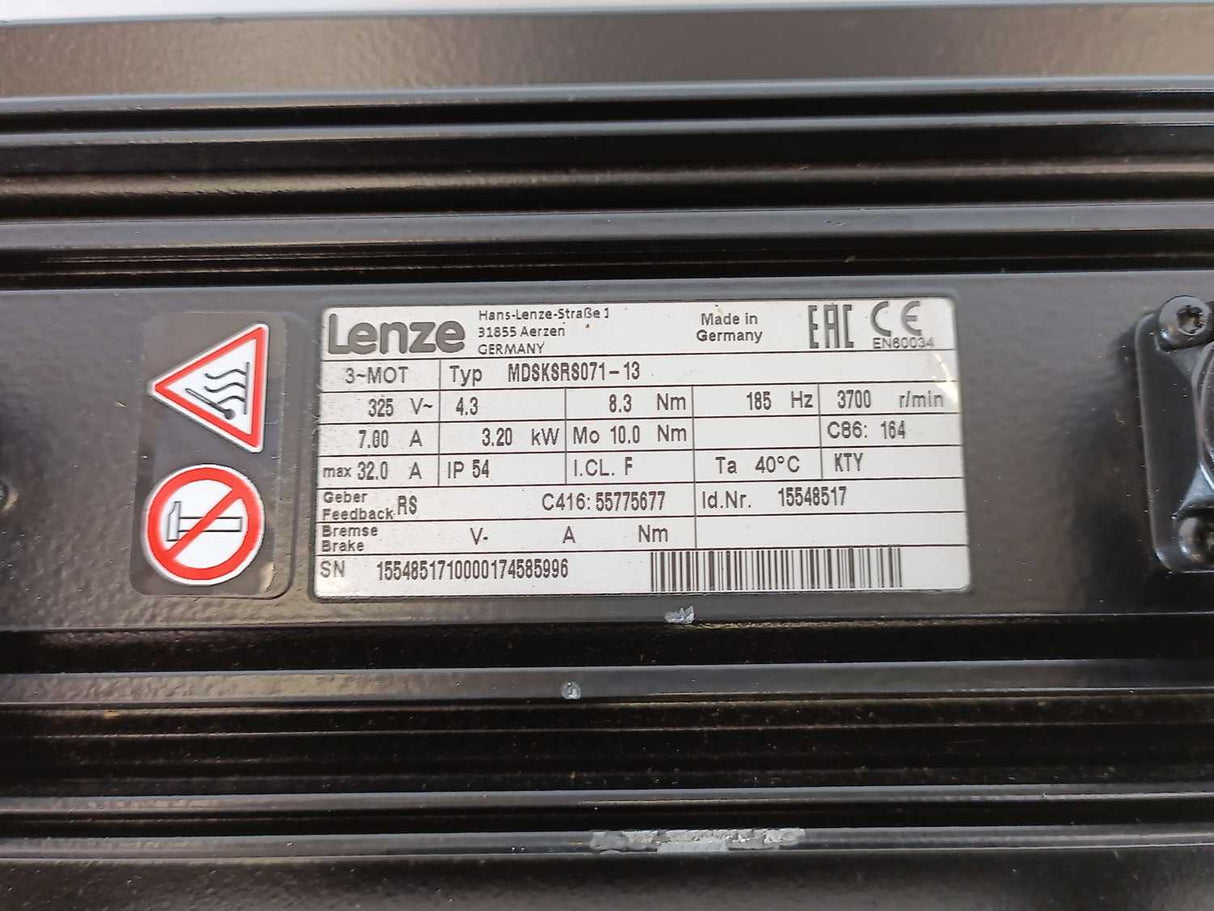 Lenze Hans-Lenze-Straße 1 Made in EAC CE
31855 Aerzen Germany
GERMANY EN60034
3~MOT Typ MDSKSRS071-13
325 V~ 4.3 8.3 Nm 185 Hz 3700 r/min
7.00 A 3.20 kW Mo 10.0 Nm C86: 164
max 32.0 A IP 54 I.CL. F Ta 40°C KTY
Geber
Feedback RS C416: 55775677 Id.Nr. 15548517
Bremse
Brake V- A Nm
SN 1554851710000174585996